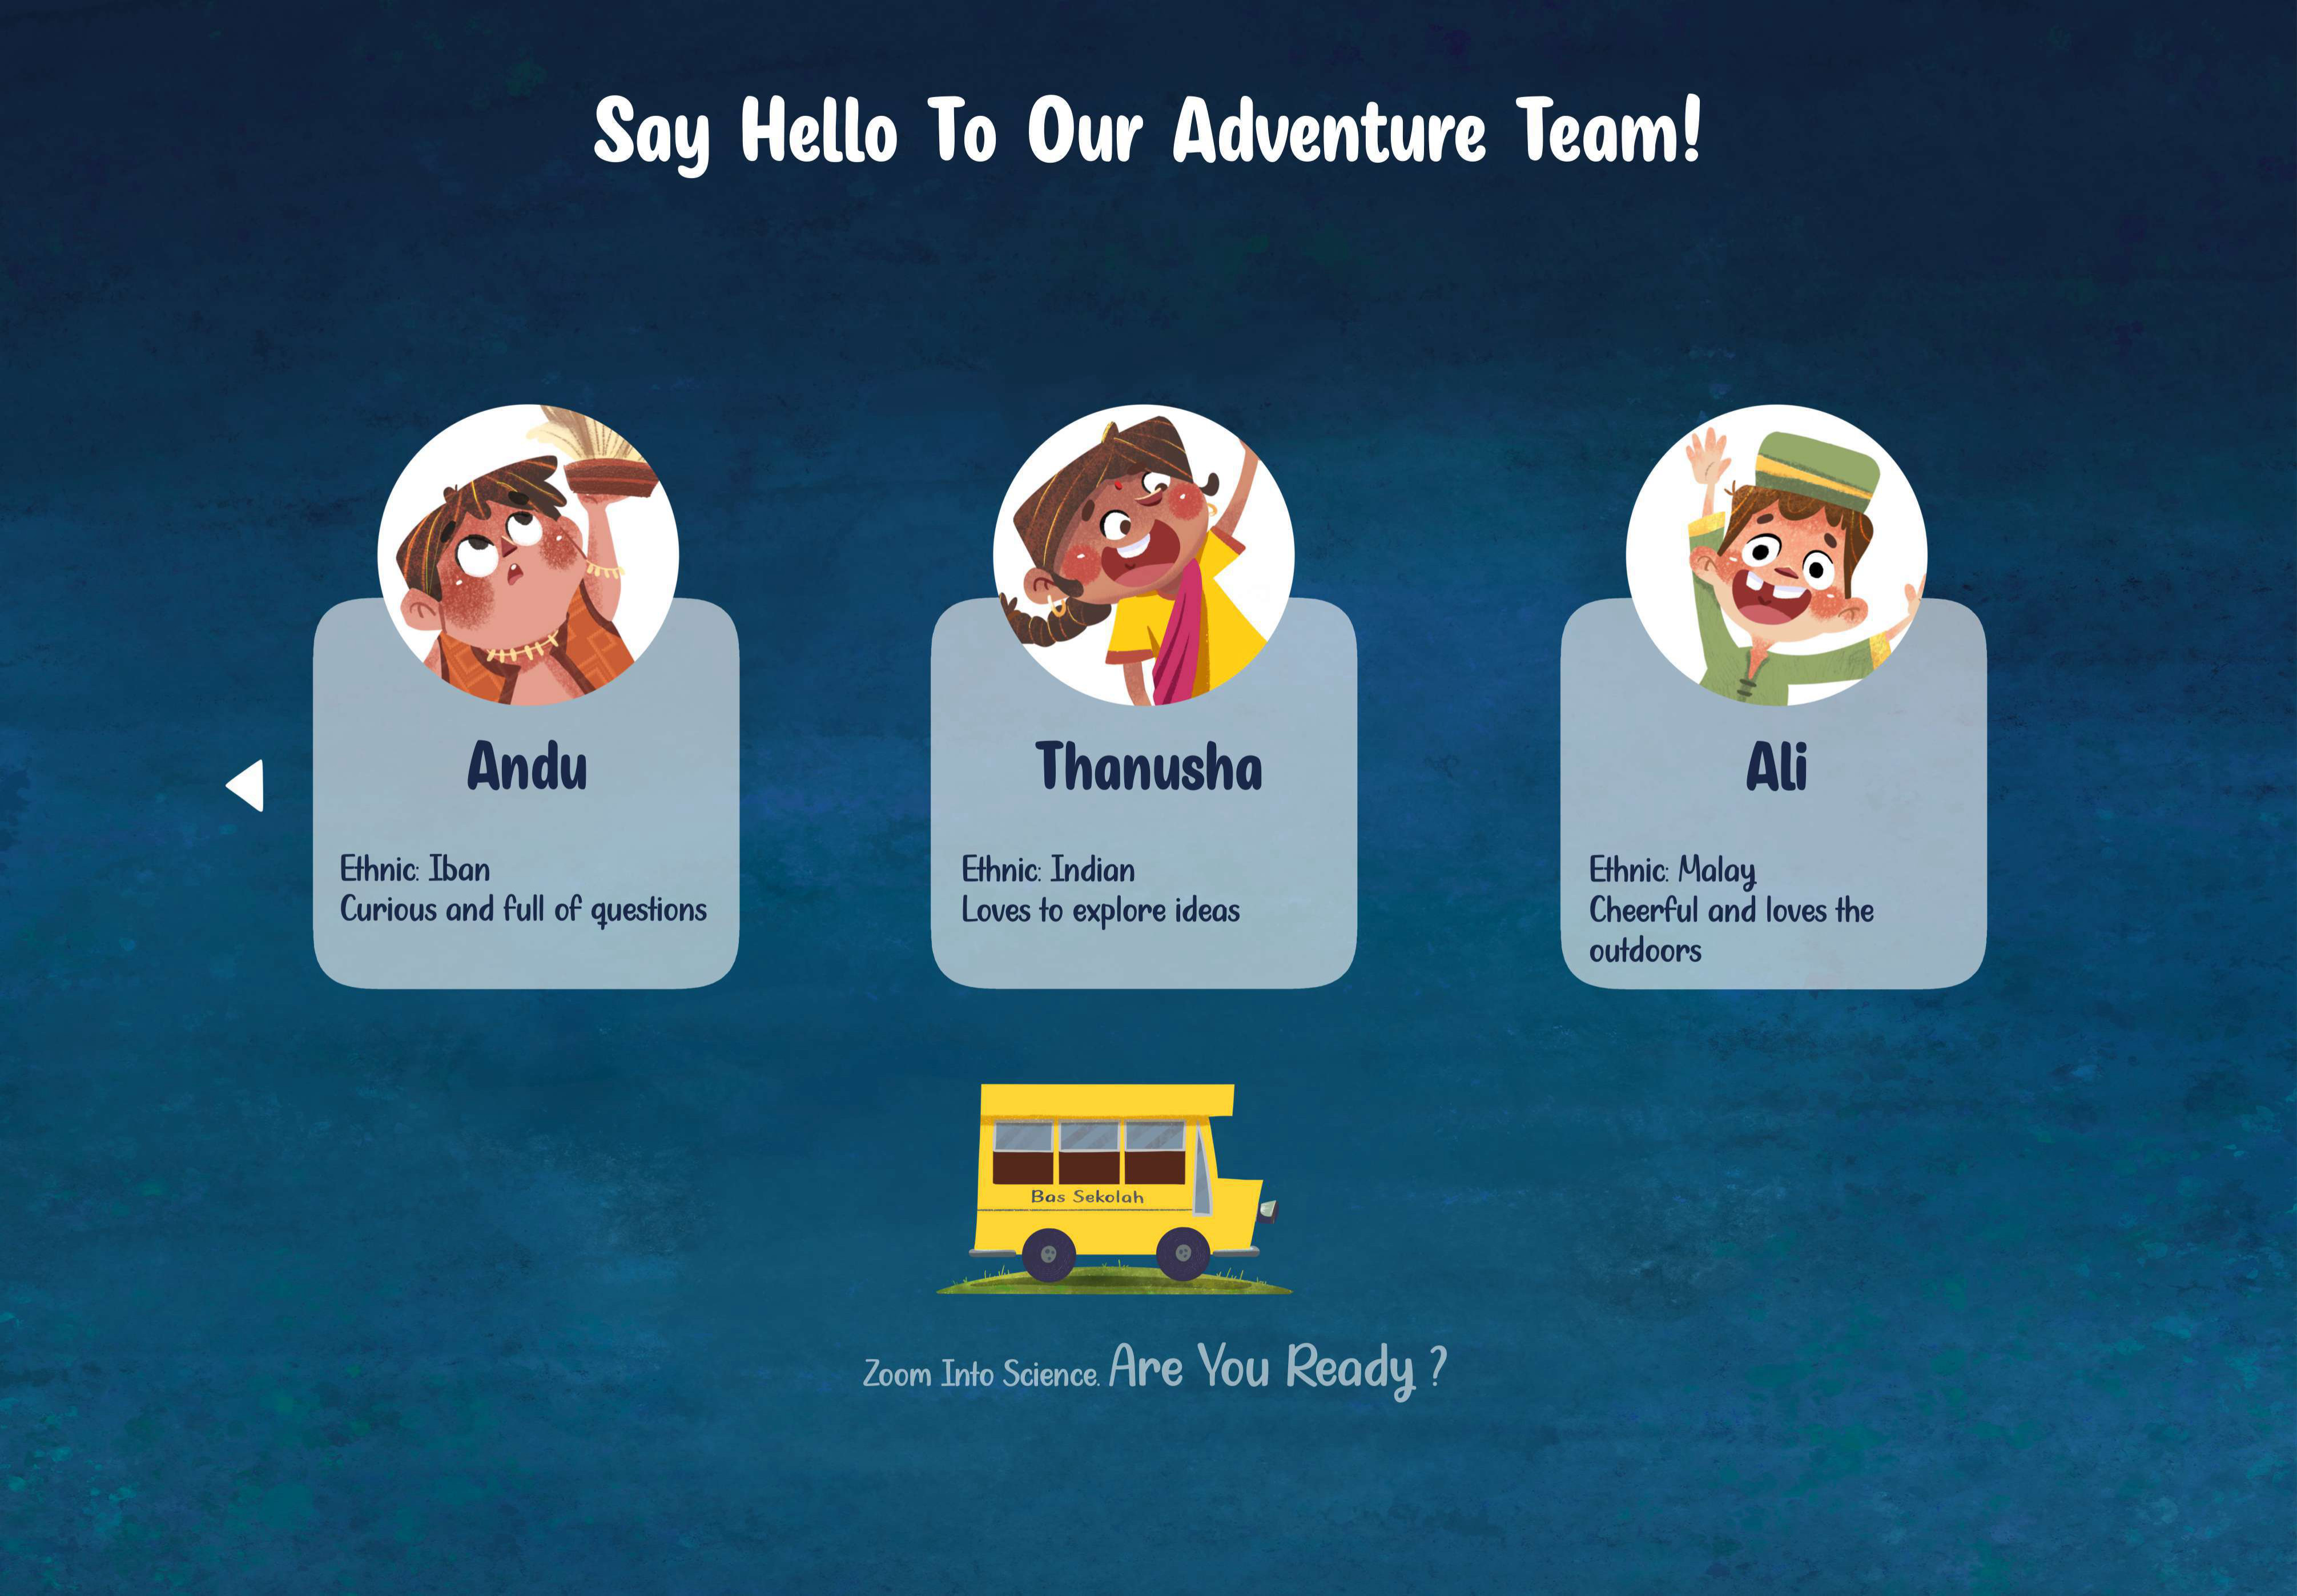 Say Hello To Our Adventure Team!
Andu
Ethnic: Iban
Curious and full of questions
Thanusha
Ethnic: Indian
Loves to explore ideas
Ali
Ethnic: Malay
Cheerful and loves the
outdoors
Bas Sekolah
Zoom Into Science. Are You Ready ?